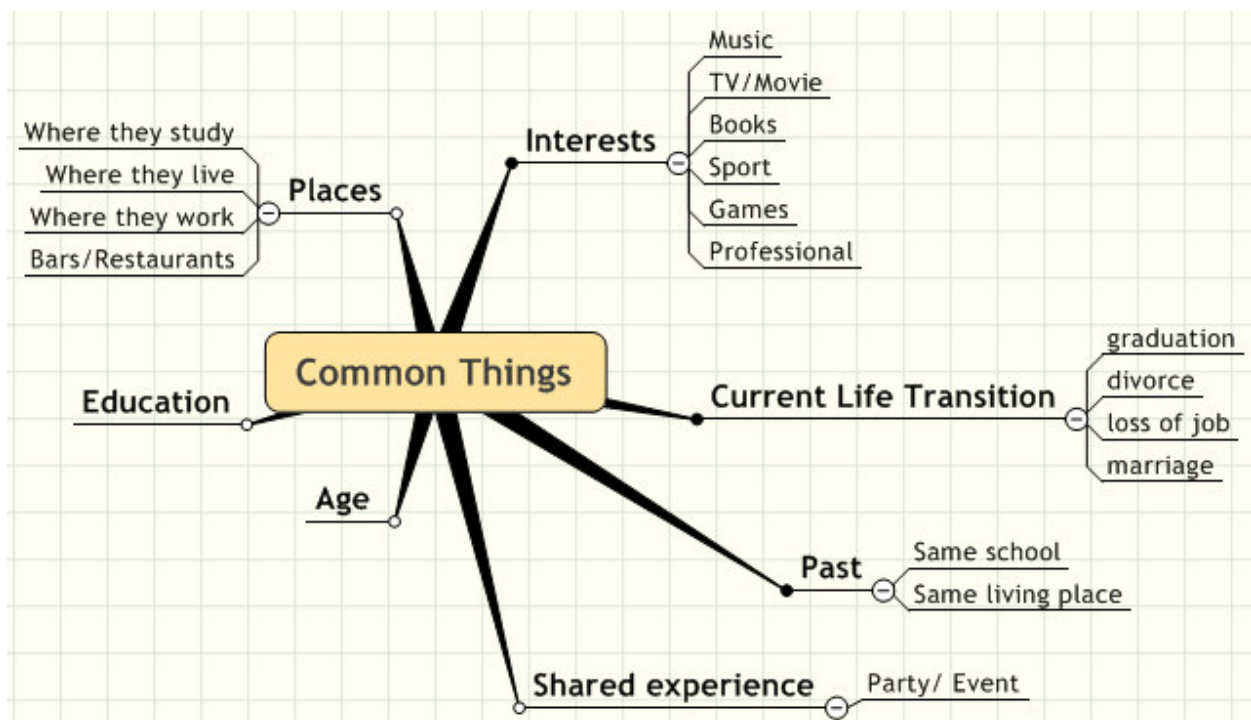 Common Things
Interests
Music
TV/Movie
Books
Sport
Games
Professional
Current Life Transition
graduation
divorce
loss of job
marriage
Past
Same school
Same living place
Shared experience
Party/ Event
Age
Education
Places
Where they study
Where they live
Where they work
Bars/Restaurants